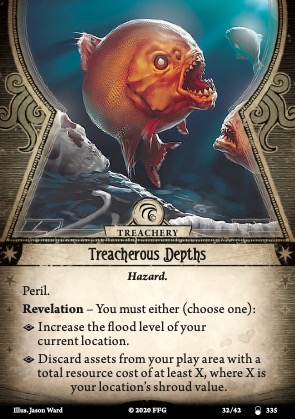 TREACHERY
Treacherous Depths
Hazard.
Peril.
Revelation – You must either (choose one):
Increase the flood level of your
current location.
Discard assets from your play area with a
total resource cost of at least X, where X is
your location's shroud value.
Illus. Jason Ward © 2020 FFG 32/42 335